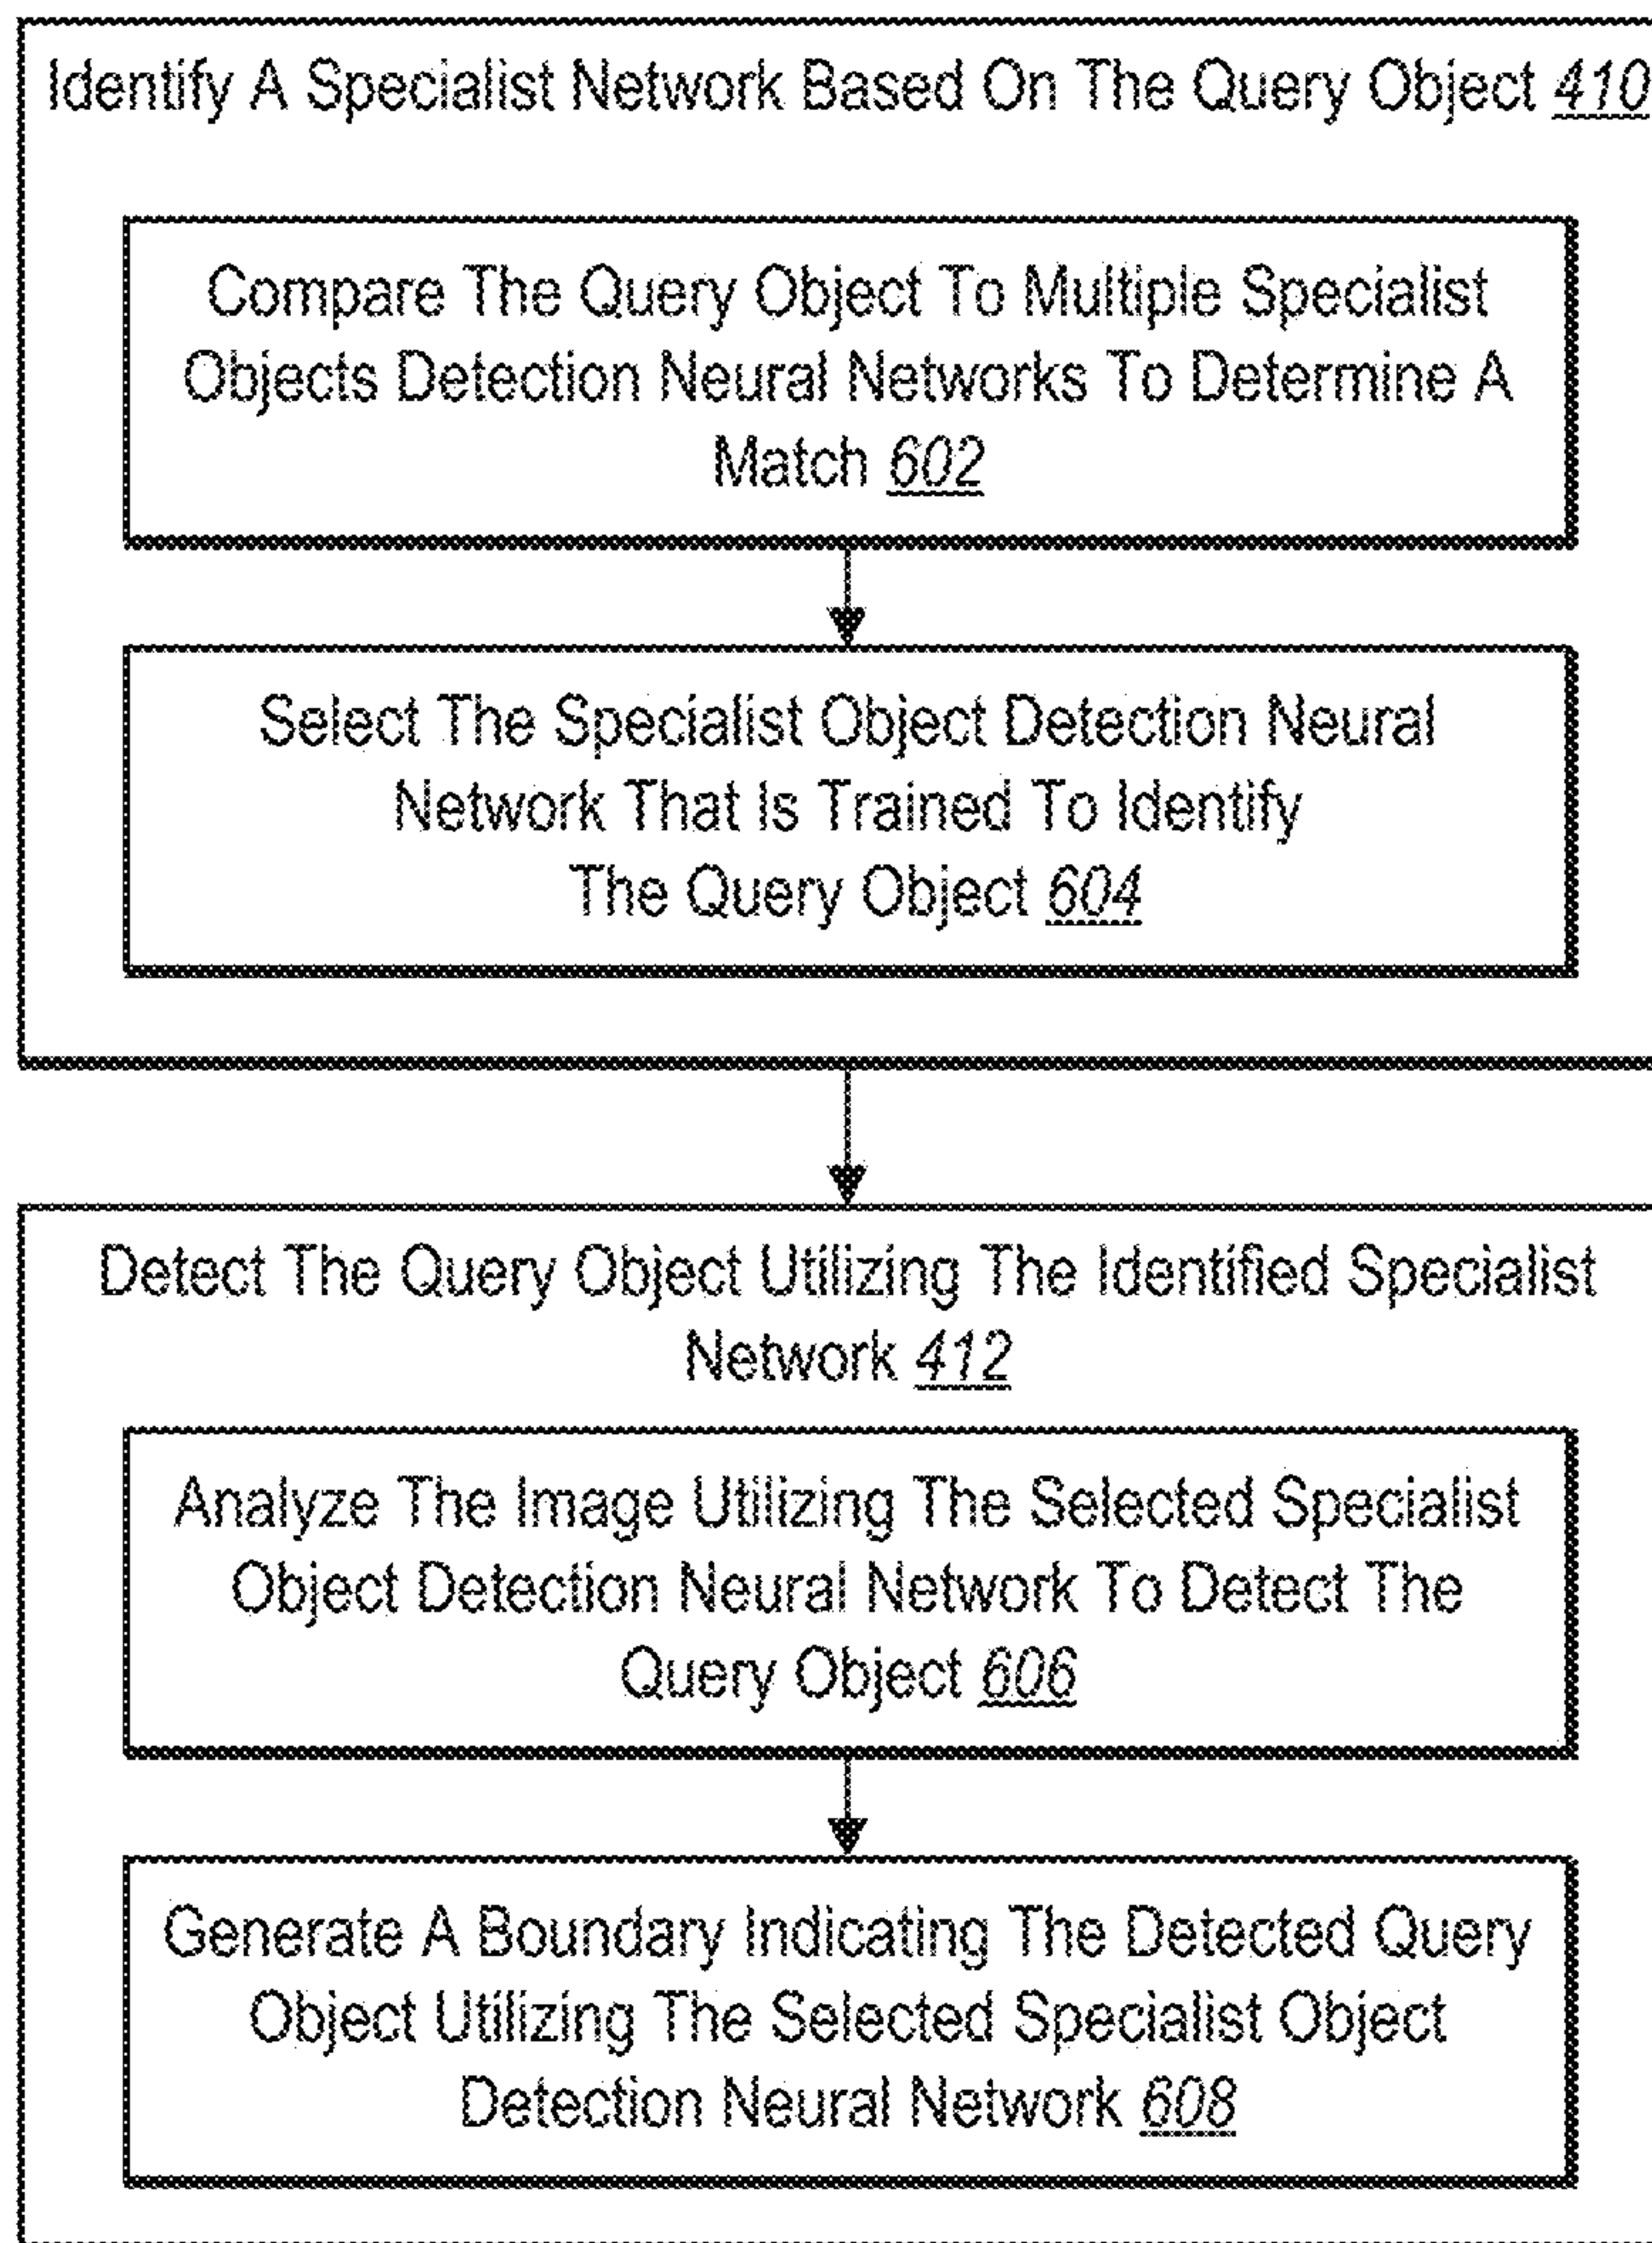 Identify A Specialist Network Based On The Query Object 410
Compare The Query Object To Multiple Specialist
Objects Detection Neural Networks To Determine A
Match 602
Select The Specialist Object Detection Neural
Network That Is Trained To Identify
The Query Object 604
Detect The Query Object Utilizing The Identified Specialist
Network 412
Analyze The Image Utilizing The Selected Specialist
Object Detection Neural Network To Detect The
Query Object 606
Generate A Boundary Indicating The Detected Query
Object Utilizing The Selected Specialist Object
Detection Neural Network 608